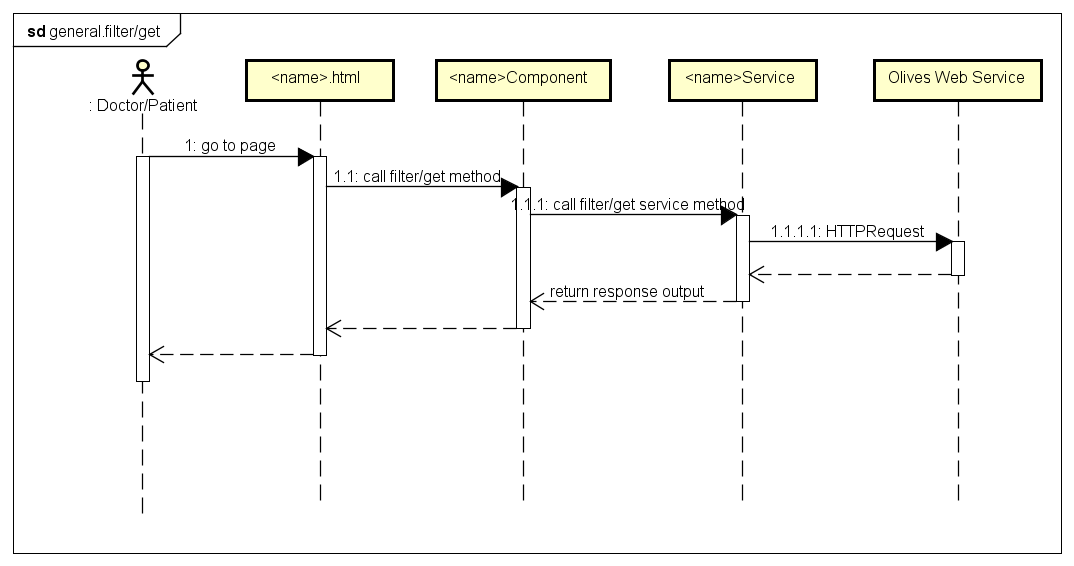 sd general.filter/get
: Doctor/Patient
<name>.html
<name>Component
<name>Service
Olives Web Service
1: go to page
1.1: call filter/get method
1.1.1: call filter/get service method
1.1.1.1: HTTPRequest
return response output